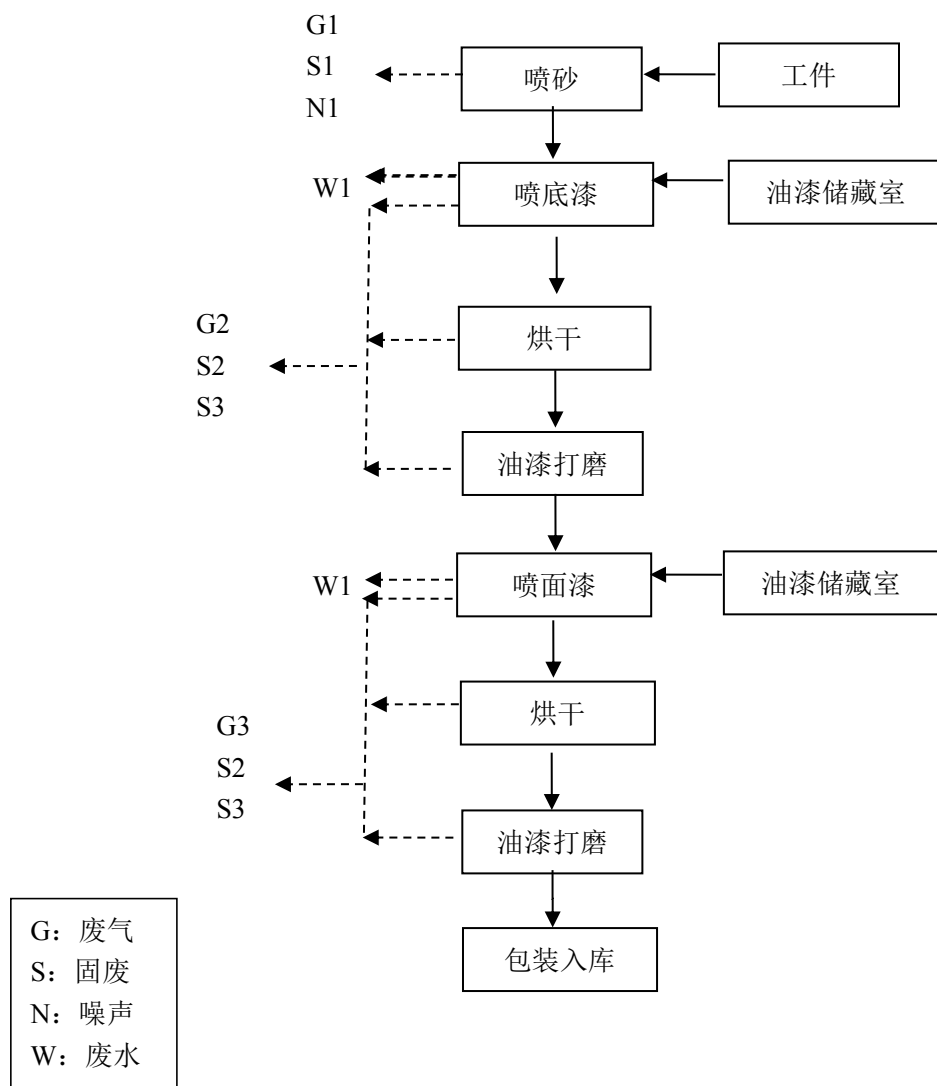 G1
S1
N1
喷砂
工件
W1
喷底漆
油漆储藏室
G2
S2
S3
烘干
油漆打磨
W1
喷面漆
油漆储藏室
烘干
G3
S2
S3
油漆打磨
包装入库
G：废气
S：固废
N：噪声
W：废水